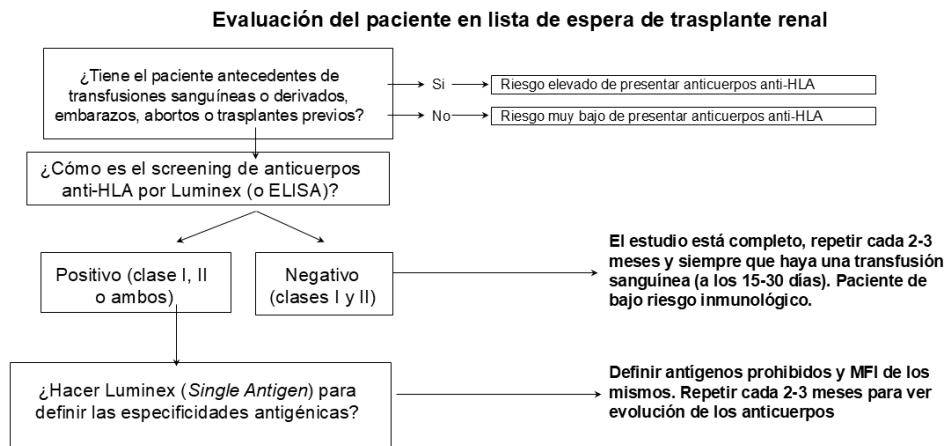 Evaluación del paciente en lista de espera de trasplante renal
¿Tiene el paciente antecedentes de
transfusiones sanguíneas o derivados,
embarazos, abortos o trasplantes previos?
Si
Riesgo elevado de presentar anticuerpos anti-HLA
No
Riesgo muy bajo de presentar anticuerpos anti-HLA
¿Cómo es el screening de anticuerpos
anti-HLA por Luminex (o ELISA)?
Positivo (clase I, II
o ambos)
Negativo
(clases I y II)
El estudio está completo, repetir cada 2-3
meses y siempre que haya una transfusión
sanguínea (a los 15-30 días). Paciente de
bajo riesgo inmunológico.
¿Hacer Luminex (Single Antigen) para
definir las especificidades antigénicas?
Definir antígenos prohibidos y MFI de los
mismos. Repetir cada 2-3 meses para ver
evolución de los anticuerpos